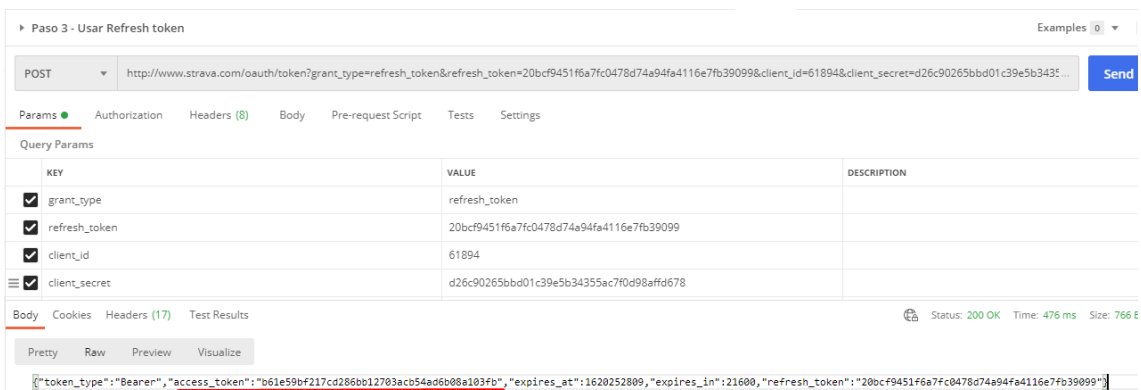 Paso 3 - Usar Refresh token
Examples 0
POST http://www.strava.com/oauth/token?grant_type=refresh_token&refresh_token=20bcf9451f6a7fc0478d74a94fa4116e7fb39099&client_id=61894&client_secret=d26c90265bbd01c39e5b3435... Send
Params Authorization Headers (8) Body Pre-request Script Tests Settings
Query Params
KEY VALUE DESCRIPTION
grant_type refresh_token
refresh_token 20bcf9451f6a7fc0478d74a94fa4116e7fb39099
client_id 61894
client_secret d26c90265bbd01c39e5b34355ac7f0d98affd678
Body Cookies Headers (17) Test Results Status: 200 OK Time: 476 ms Size: 766 B
Pretty Raw Preview Visualize
{"token_type":"Bearer","access_token":"b61e59bf217cd286bb12703acb54ad6b08a103fb","expires_at":1620252809,"expires_in":21600,"refresh_token":"20bcf9451f6a7fc0478d74a94fa4116e7fb39099"}